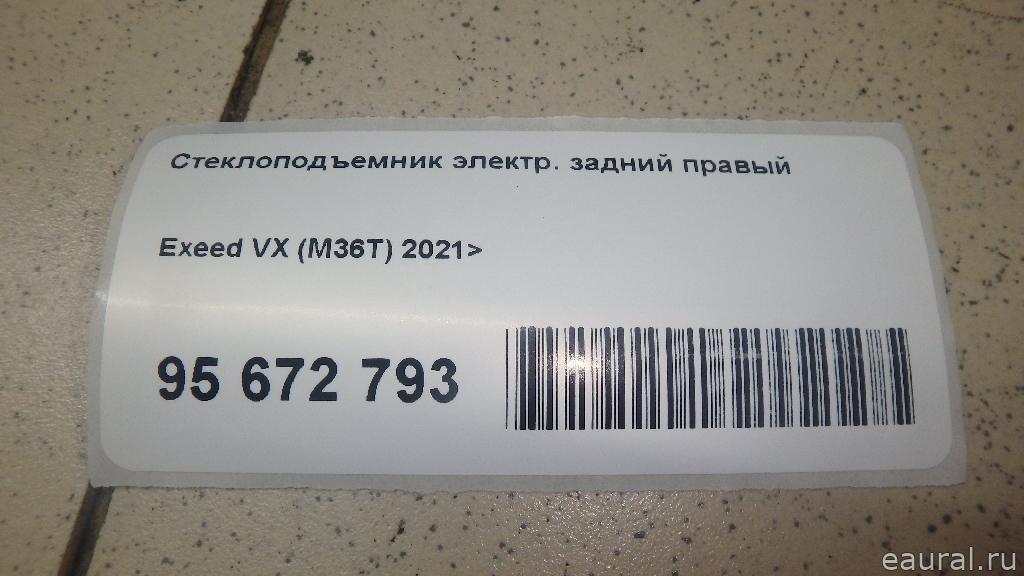 Стеклоподъемник электр. задний правый
Exeed VX (M36T) 2021>
95 672 793
eaural.ru